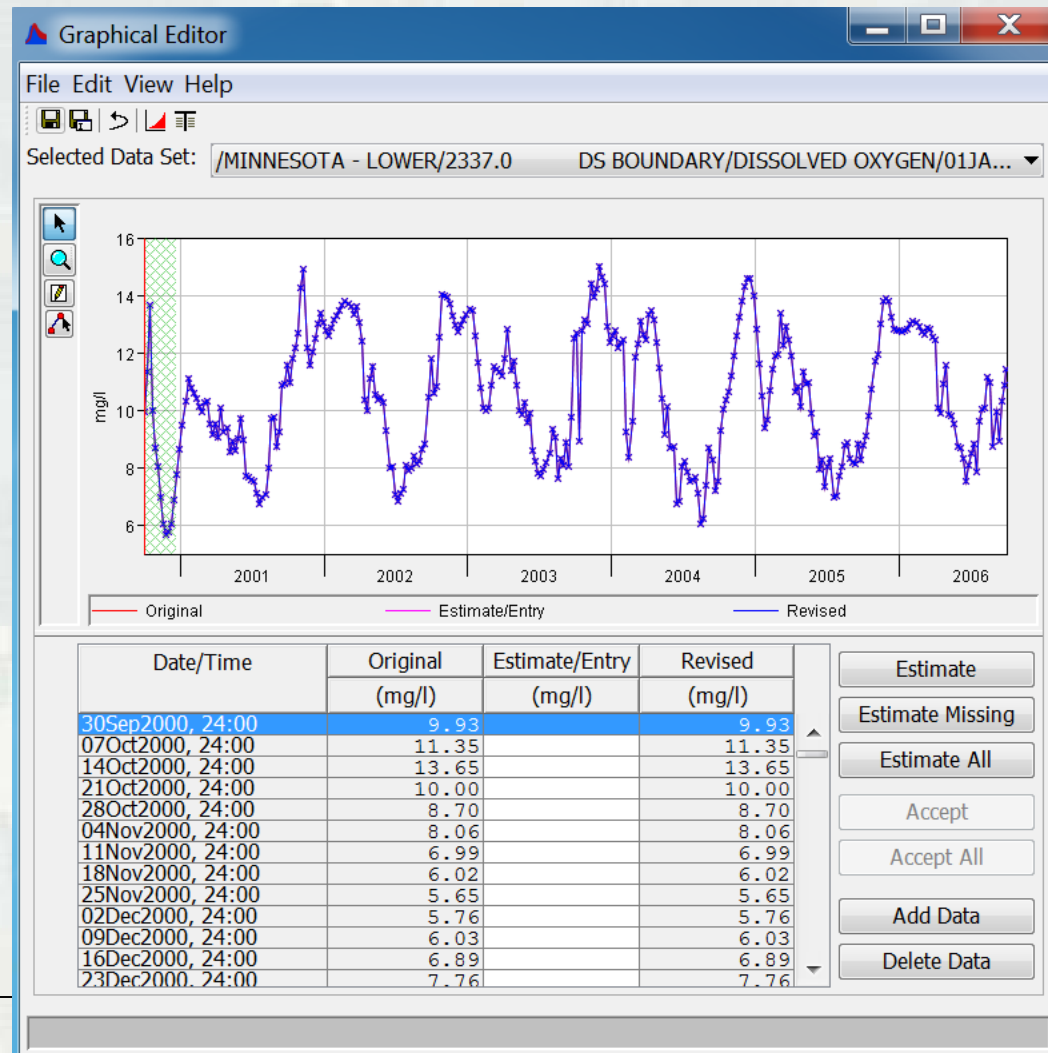 Graphical Editor
File Edit View Help
Selected Data Set: /MINNESOTA - LOWER/2337.0 DS BOUNDARY/DISSOLVED OXYGEN/01JA...
16
14
12
10
8
6
mg/l
2001 2002 2003 2004 2005 2006
Original Estimate/Entry Revised
Date/Time Original Estimate/Entry Revised
(mg/l) (mg/l) (mg/l)
30Sep2000, 24:00 9.93 9.93
07Oct2000, 24:00 11.35 11.35
14Oct2000, 24:00 13.65 13.65
21Oct2000, 24:00 10.00 10.00
28Oct2000, 24:00 8.70 8.70
04Nov2000, 24:00 8.06 8.06
11Nov2000, 24:00 6.99 6.99
18Nov2000, 24:00 6.02 6.02
25Nov2000, 24:00 5.65 5.65
02Dec2000, 24:00 5.76 5.76
09Dec2000, 24:00 6.03 6.03
16Dec2000, 24:00 6.89 6.89
23Dec2000, 24:00 7.76 7.76
Estimate
Estimate Missing
Estimate All
Accept
Accept All
Add Data
Delete Data